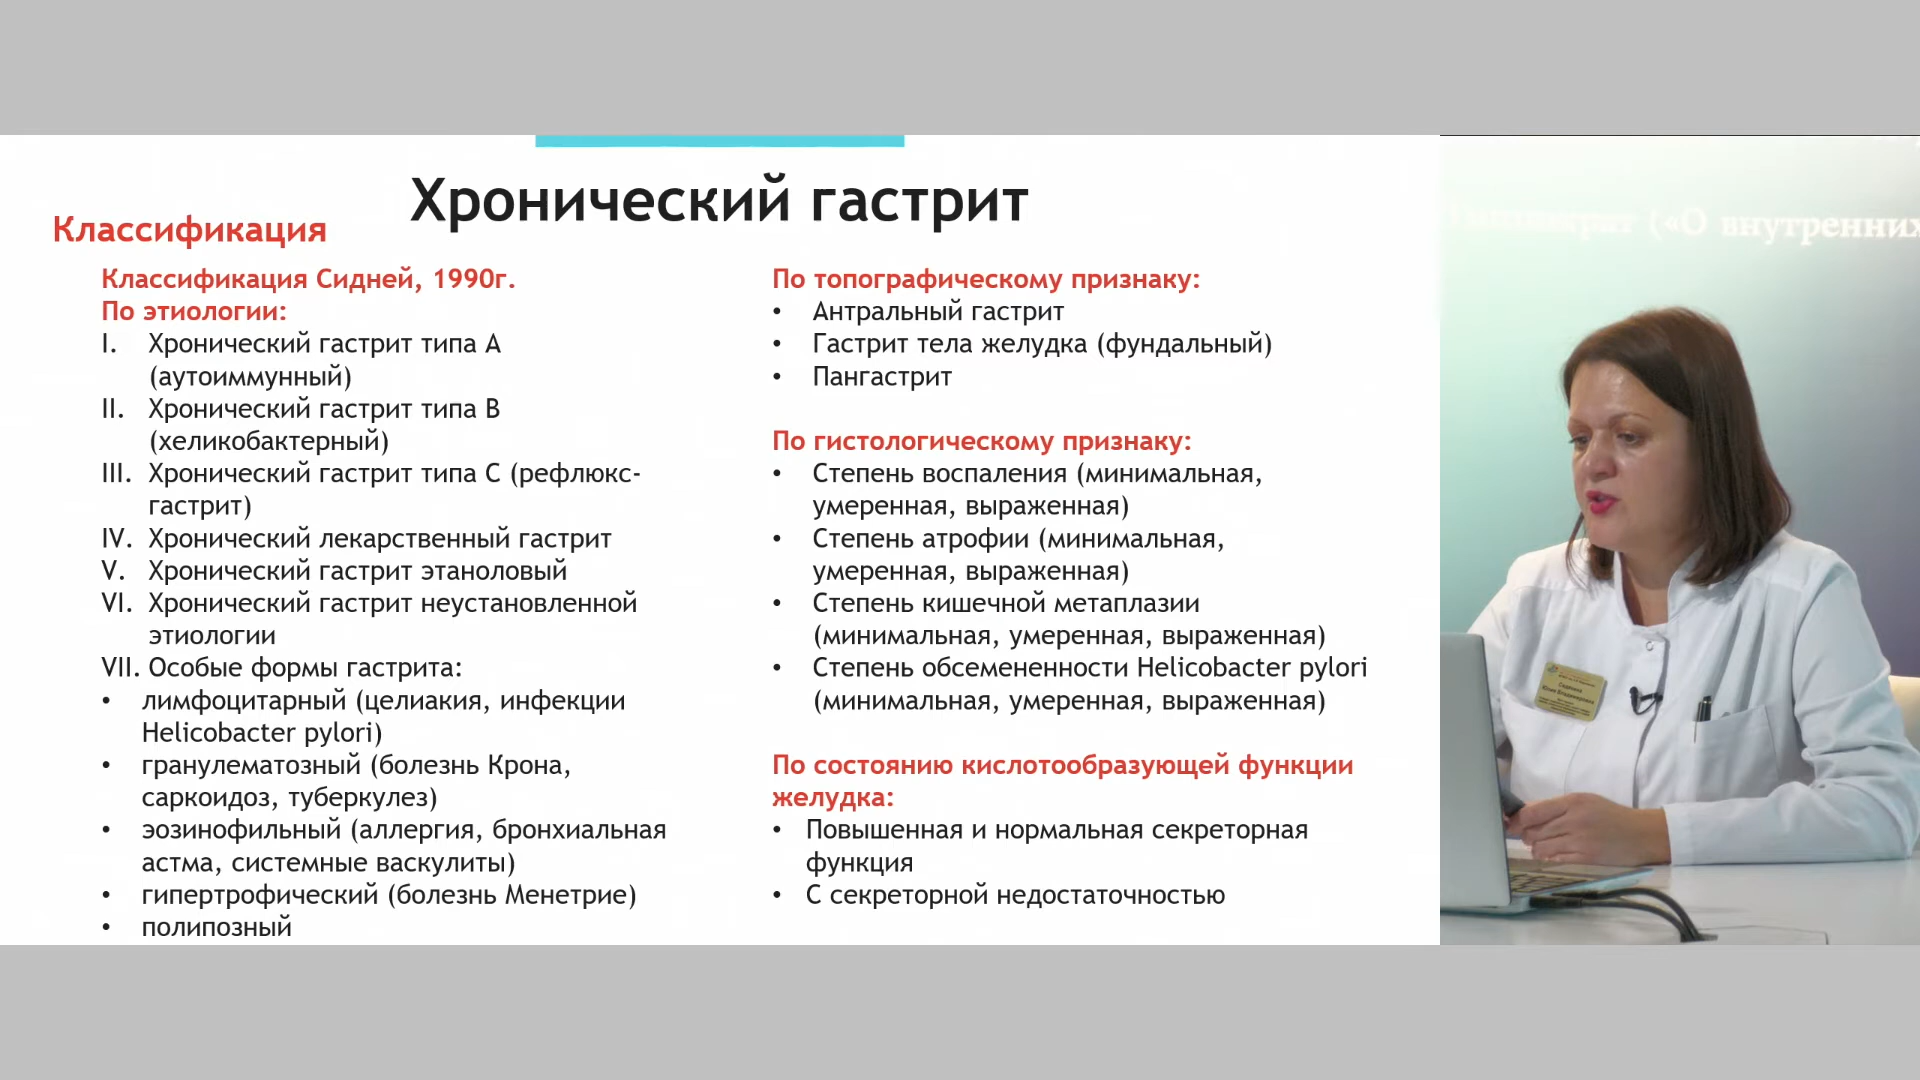 Хронический гастрит
Классификация
Классификация Сидней, 1990г.
По этиологии:
I. Хронический гастрит типа А
(аутоиммунный)
II. Хронический гастрит типа В
(хеликобактерный)
III. Хронический гастрит типа С (рефлюкс-
гастрит)
IV. Хронический лекарственный гастрит
V. Хронический гастрит этаноловый
VI. Хронический гастрит неустановленной
этиологии
VII. Особые формы гастрита:
• лимфоцитарный (целиакия, инфекции
Helicobacter pylori)
• гранулематозный (болезнь Крона,
саркоидоз, туберкулез)
• эозинофильный (аллергия, бронхиальная
астма, системные васкулиты)
• гипертрофический (болезнь Менетрие)
• полипозный
По топографическому признаку:
• Антральный гастрит
• Гастрит тела желудка (фундальный)
• Пангастрит
По гистологическому признаку:
• Степень воспаления (минимальная,
умеренная, выраженная)
• Степень атрофии (минимальная,
умеренная, выраженная)
• Степень кишечной метаплазии
(минимальная, умеренная, выраженная)
• Степень обсемененности Helicobacter pylori
(минимальная, умеренная, выраженная)
По состоянию кислотообразующей функции
желудка:
• Повышенная и нормальная секреторная
функция
• С секреторной недостаточностью
(«О внутренних